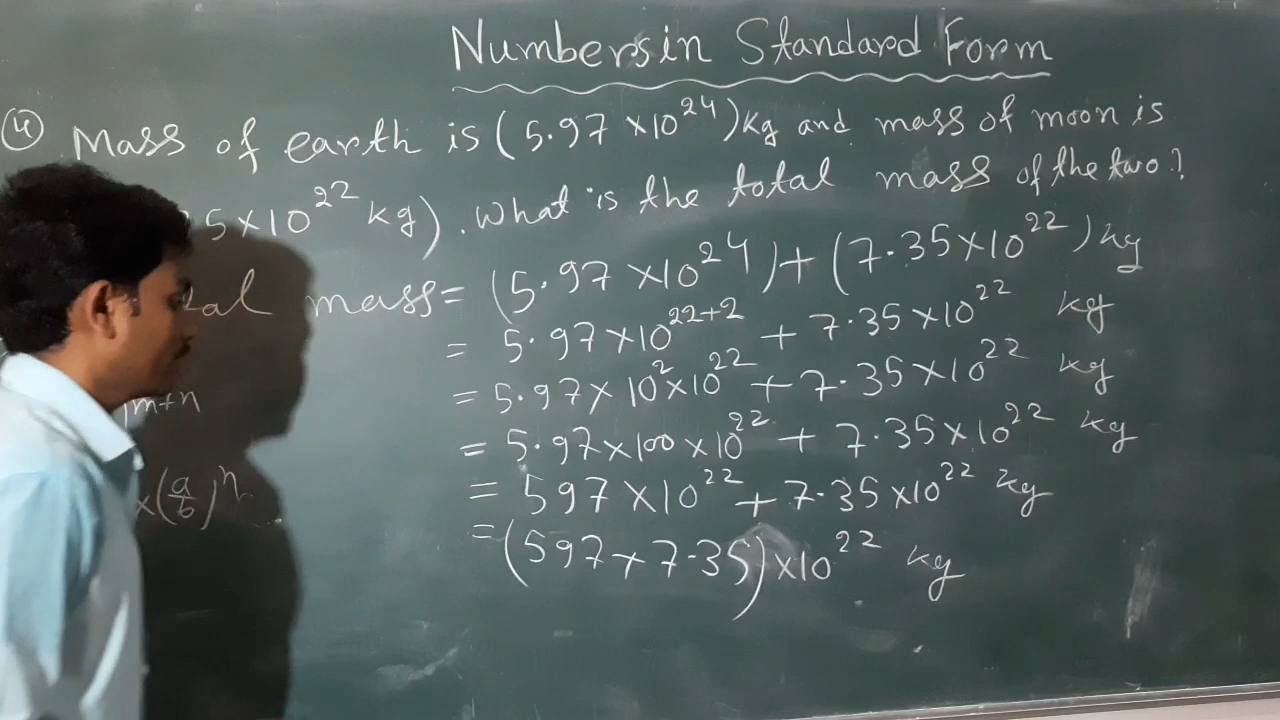 Numbers in Standard Form
④ Mass of earth is (5.97 × 10²⁴) kg and mass of moon is
5 × 10²² kg). What is the total mass of the two?
mass = (5.97 × 10²⁴) + (7.35 × 10²²) kg
= 5.97 × 10²²⁺² + 7.35 × 10²² kg
= 5.97 × 10² × 10²² + 7.35 × 10²² kg
m+n
= 5.97 × 100 × 10²² + 7.35 × 10²² kg
= 597 × 10²² + 7.35 × 10²² kg
×(a/b)ⁿ
= (597 + 7.35) × 10²² kg